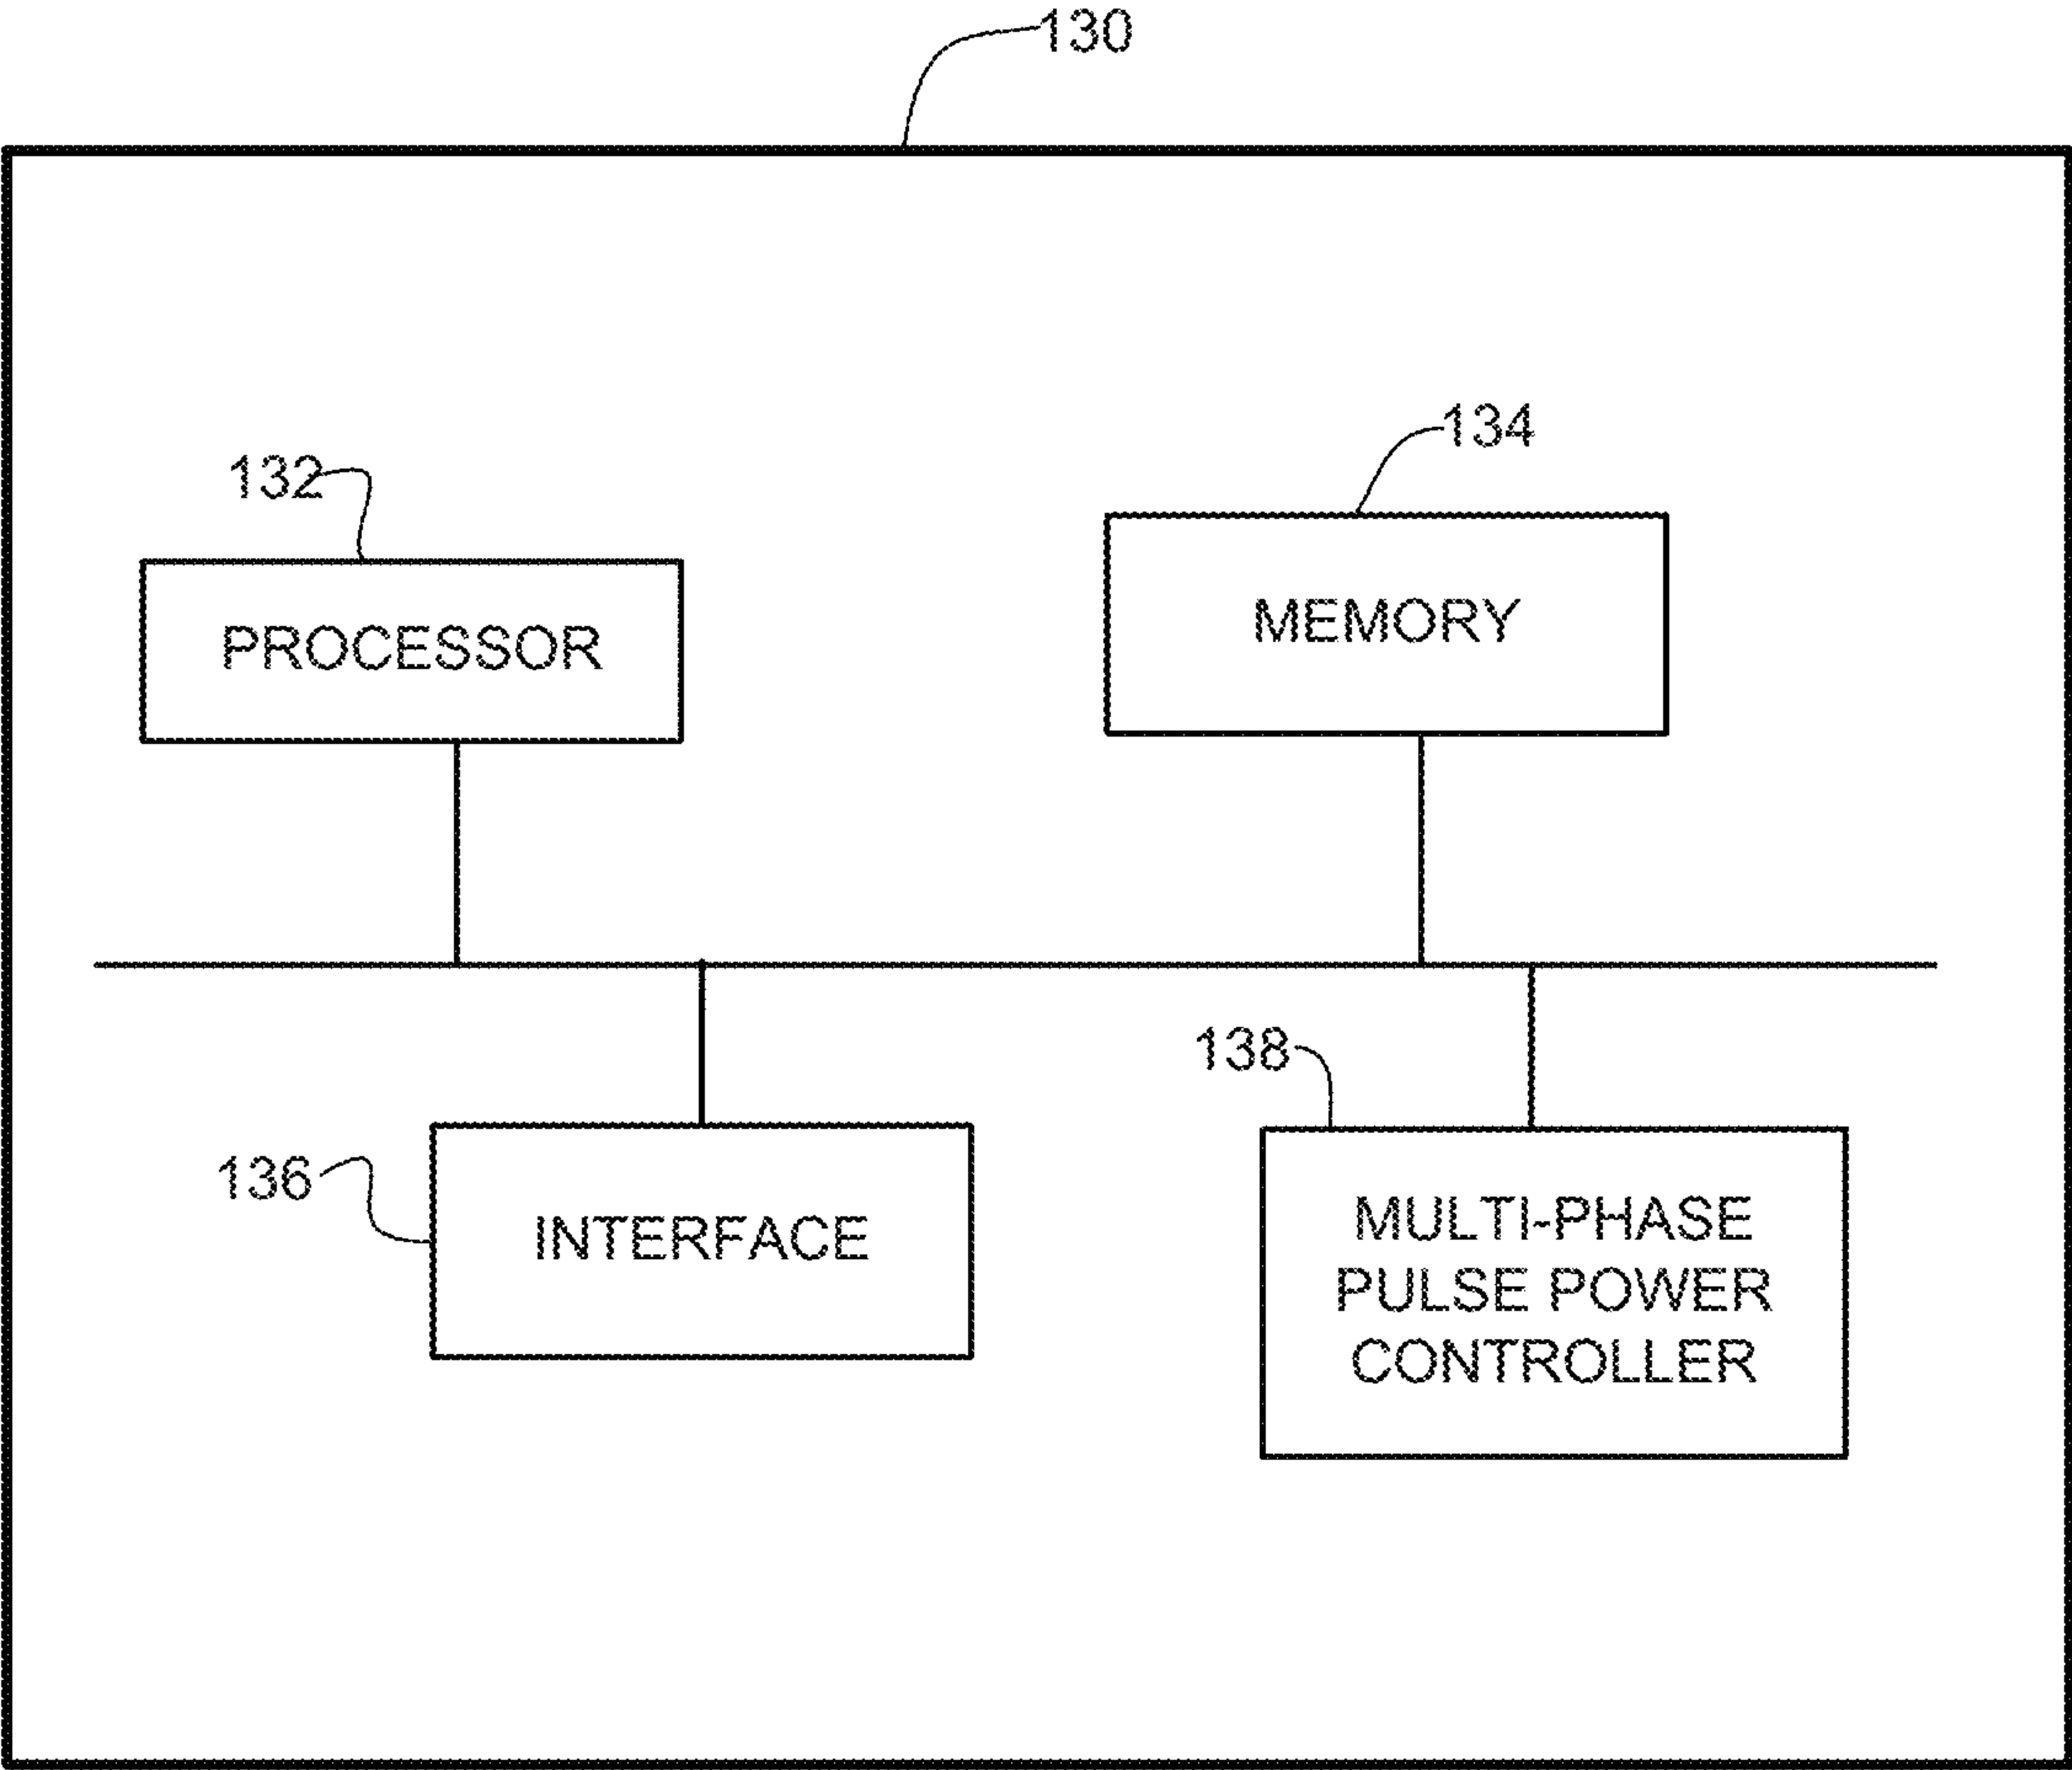 130
134
132
MEMORY
PROCESSOR
138
136
INTERFACE
MULTI-PHASE
PULSE POWER
CONTROLLER